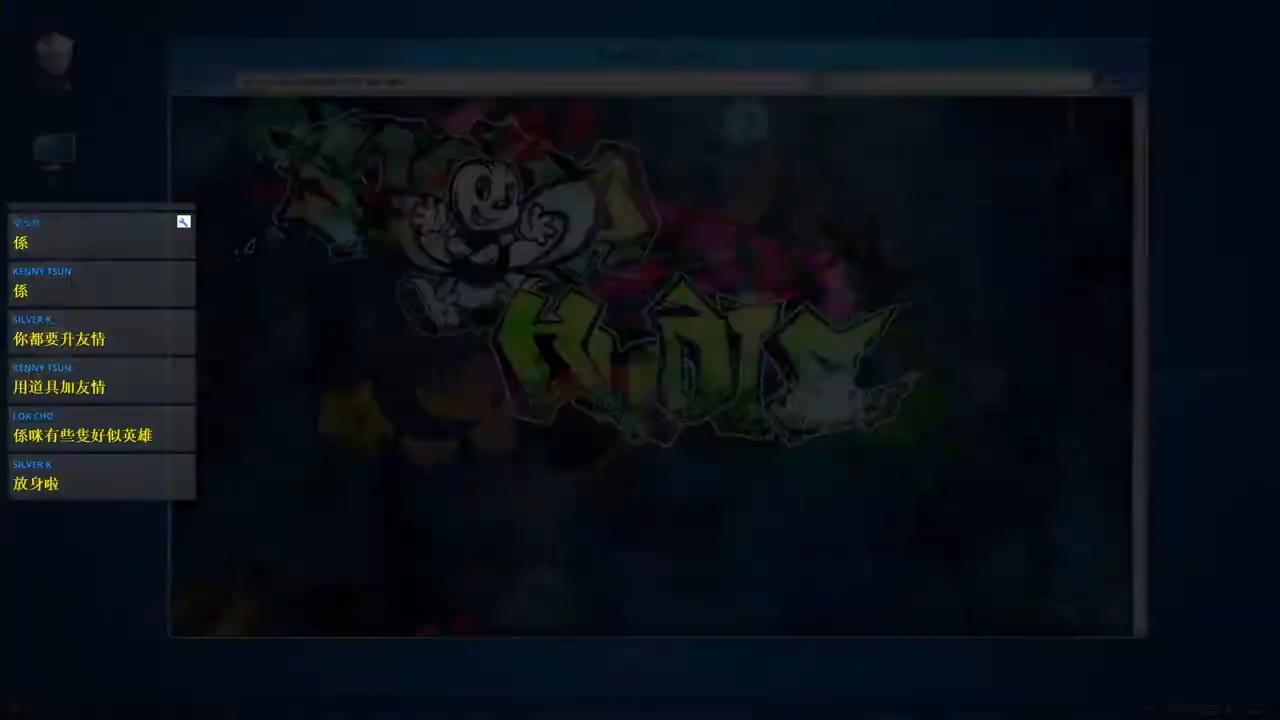 係
KENNY TSUN
係
SILVER K
你都要升友情
KENNY TSUN
用道具加友情
LOK CHO
係咪有些隻好似英雄
SILVER K
放身啦